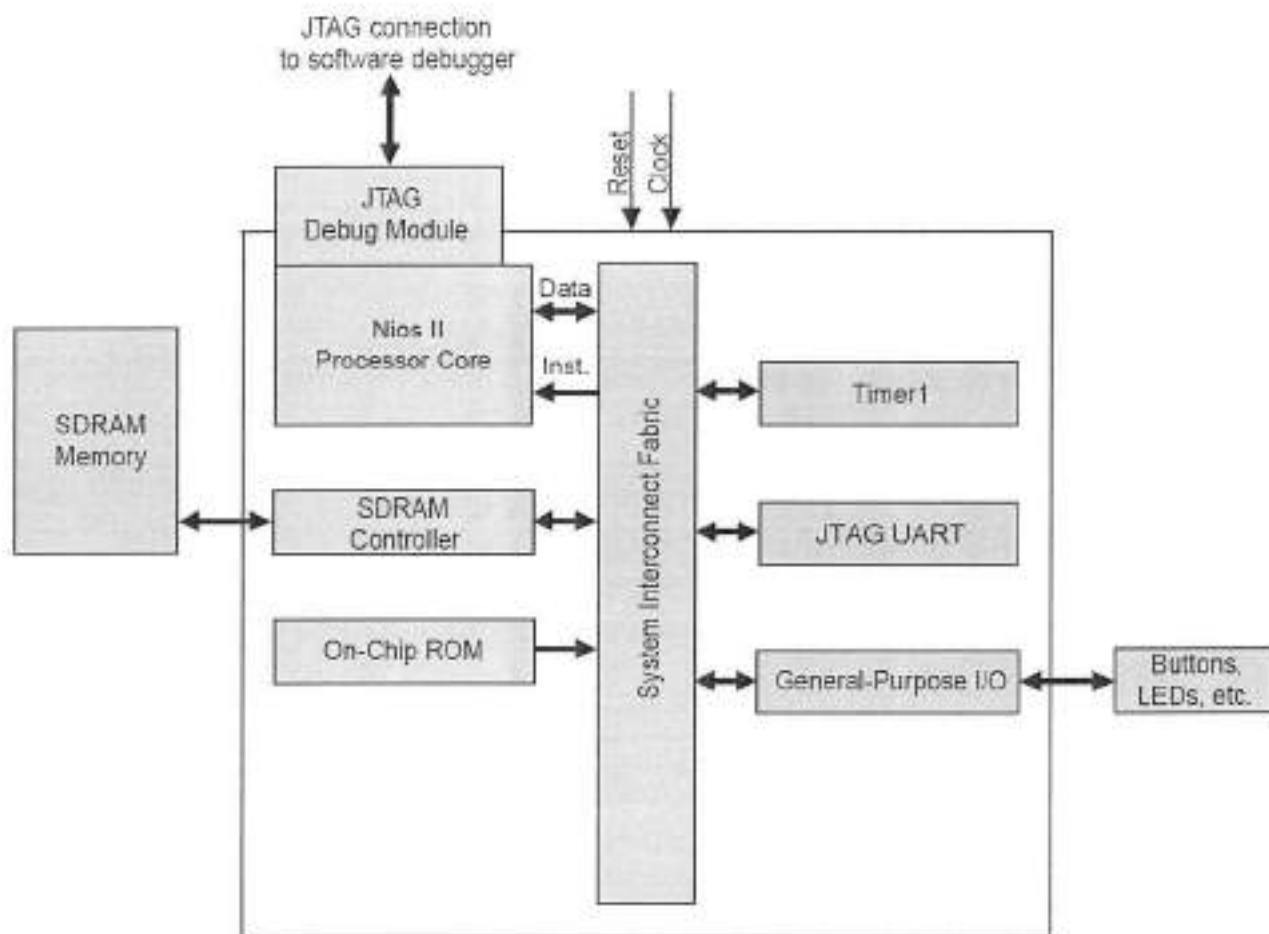 JTAG connection
to software debugger
Reset
Clock
JTAG
Debug Module
Data
Nios II
Processor Core
Inst.
SDRAM
Memory
System Interconnect Fabric
Timer1
SDRAM
Controller
JTAG UART
On-Chip ROM
General-Purpose I/O
Buttons,
LEDs, etc.